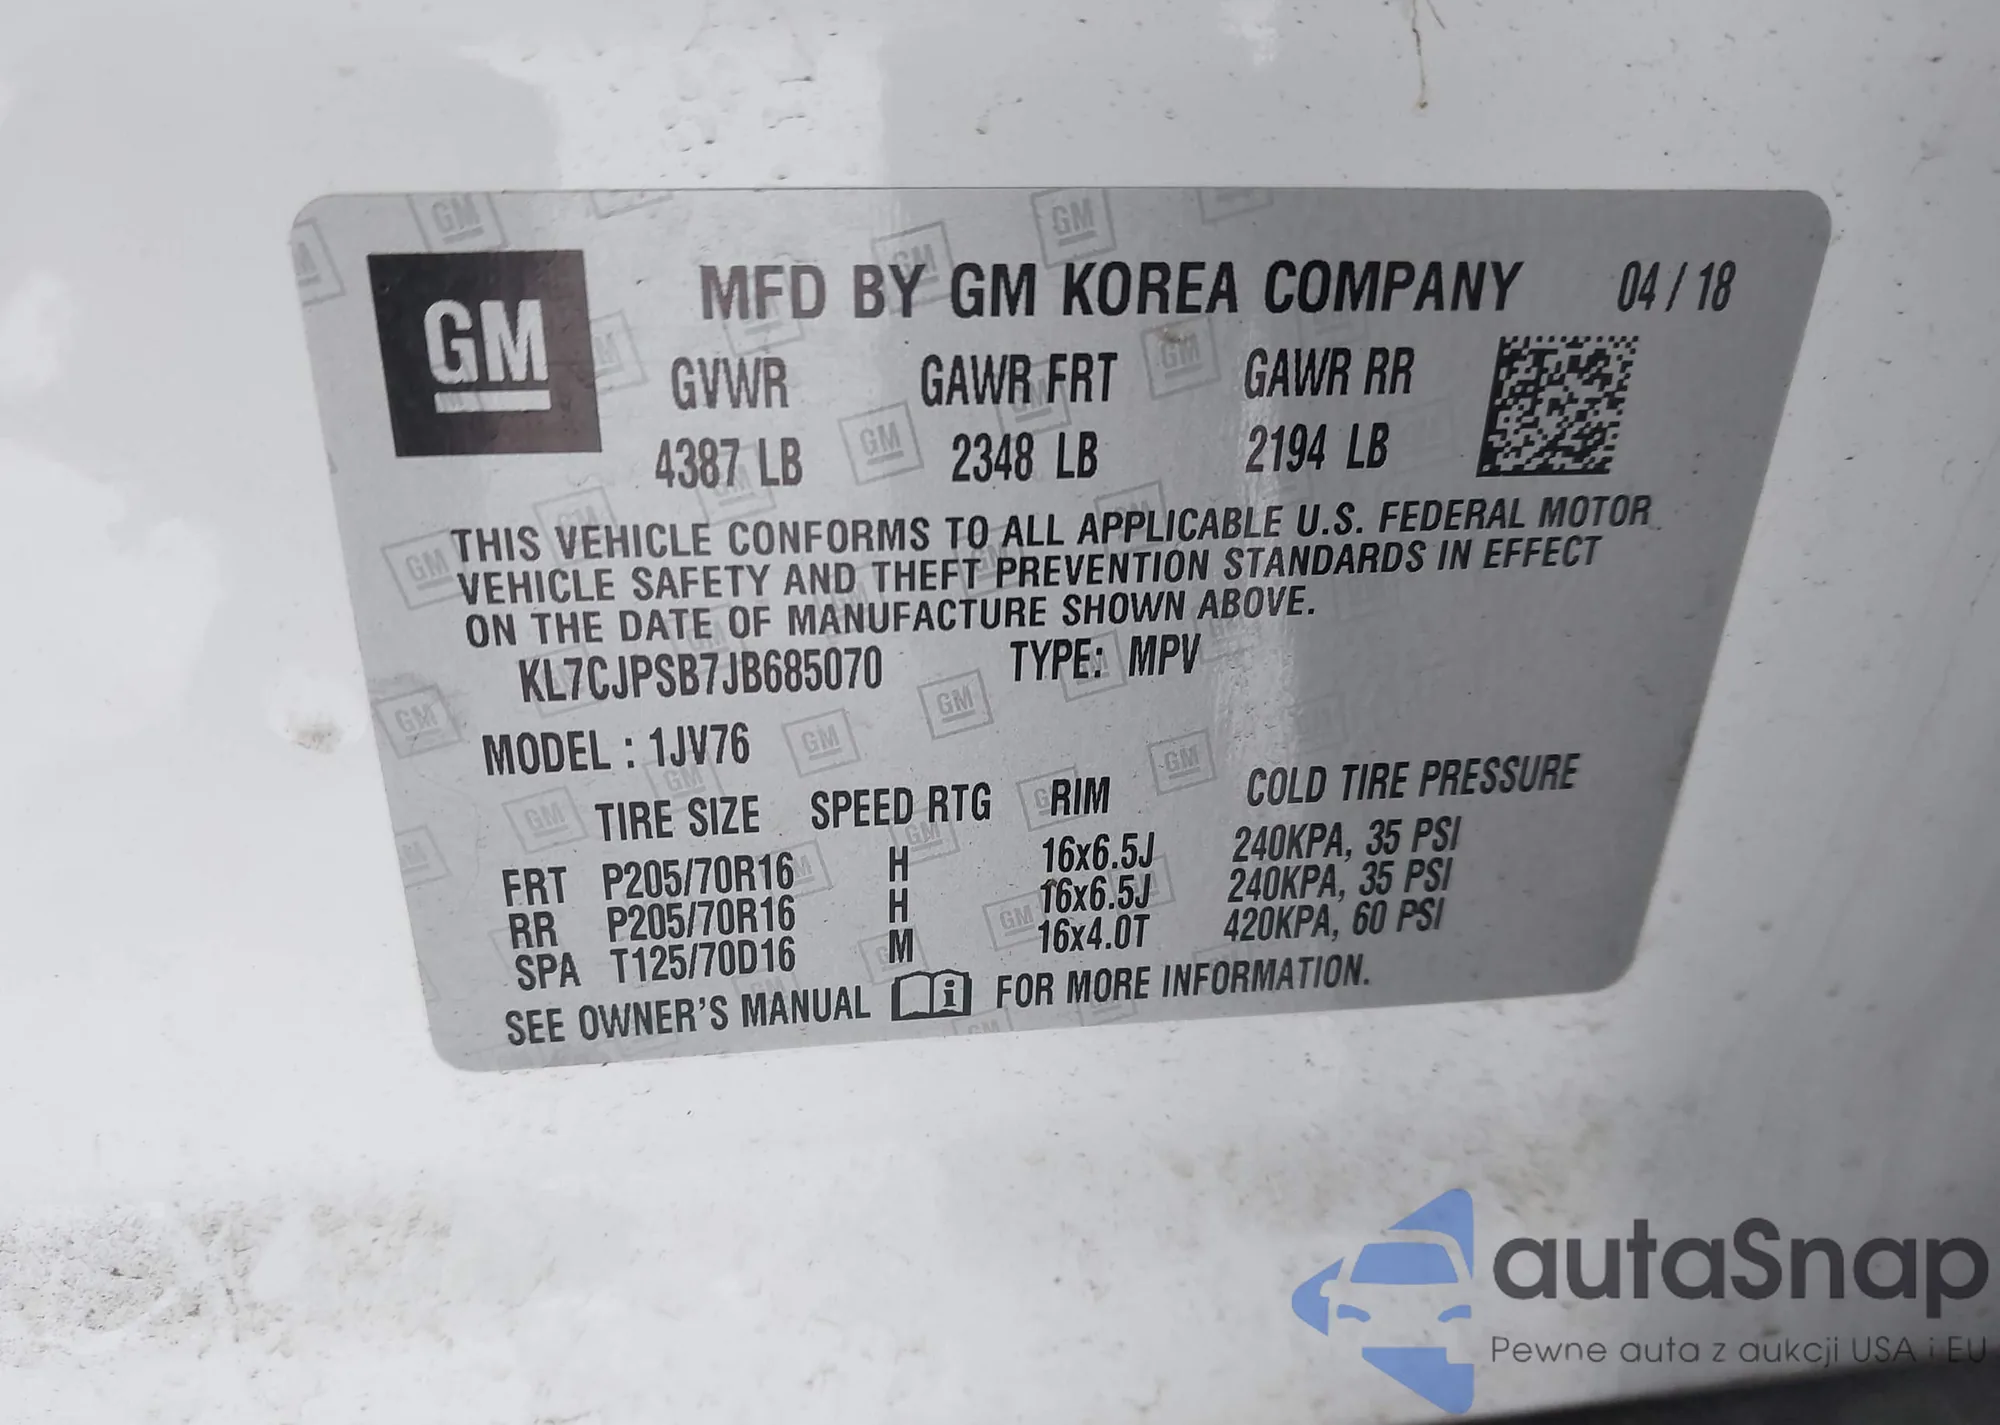 GM
MFD BY GM KOREA COMPANY 04 / 18
GVWR GAWR FRT GAWR RR
4387 LB 2348 LB 2194 LB
THIS VEHICLE CONFORMS TO ALL APPLICABLE U.S. FEDERAL MOTOR
VEHICLE SAFETY AND THEFT PREVENTION STANDARDS IN EFFECT
ON THE DATE OF MANUFACTURE SHOWN ABOVE.
KL7CJPSB7JB685070 TYPE: MPV
MODEL : 1JV76
TIRE SIZE SPEED RTG RIM COLD TIRE PRESSURE
FRT P205/70R16 H 16x6.5J 240KPA, 35 PSI
RR P205/70R16 H 16x6.5J 240KPA, 35 PSI
SPA T125/70D16 M 16x4.0T 420KPA, 60 PSI
SEE OWNER'S MANUAL i FOR MORE INFORMATION.
autaSnap
Pewne auta z aukcji USA i EU